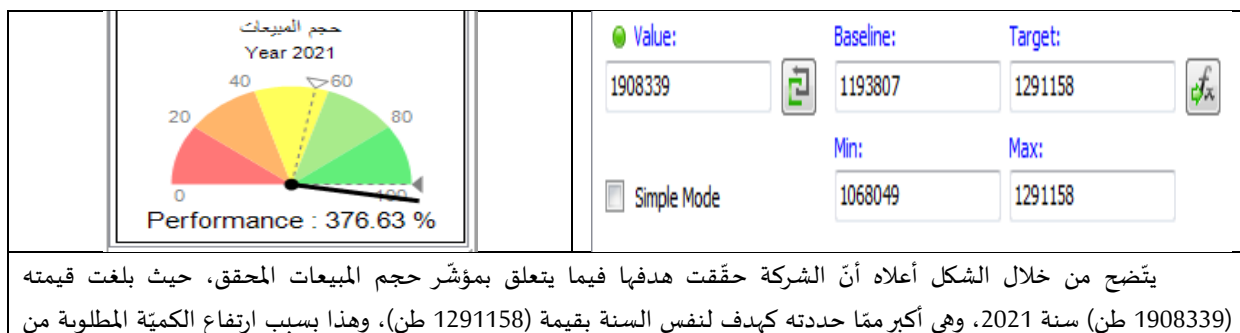 حجم المبيعات
Year 2021
40
60
20
80
0
100
Performance : 376.63 %
Value:
Baseline:
Target:
1908339
1193807
1291158
Min:
Max:
Simple Mode
1068049
1291158
يتّضح من خلال الشكل أعلاه أنّ الشركة حقّقت هدفها فيما يتعلق بمؤشّر حجم المبيعات المحقق، حيث بلغت قيمته
(1908339 طن) سنة 2021، وهي أكبر ممّا حددته كهدف لنفس السنة بقيمة (1291158 طن)، وهذا بسبب ارتفاع الكميّة المطلوبة من